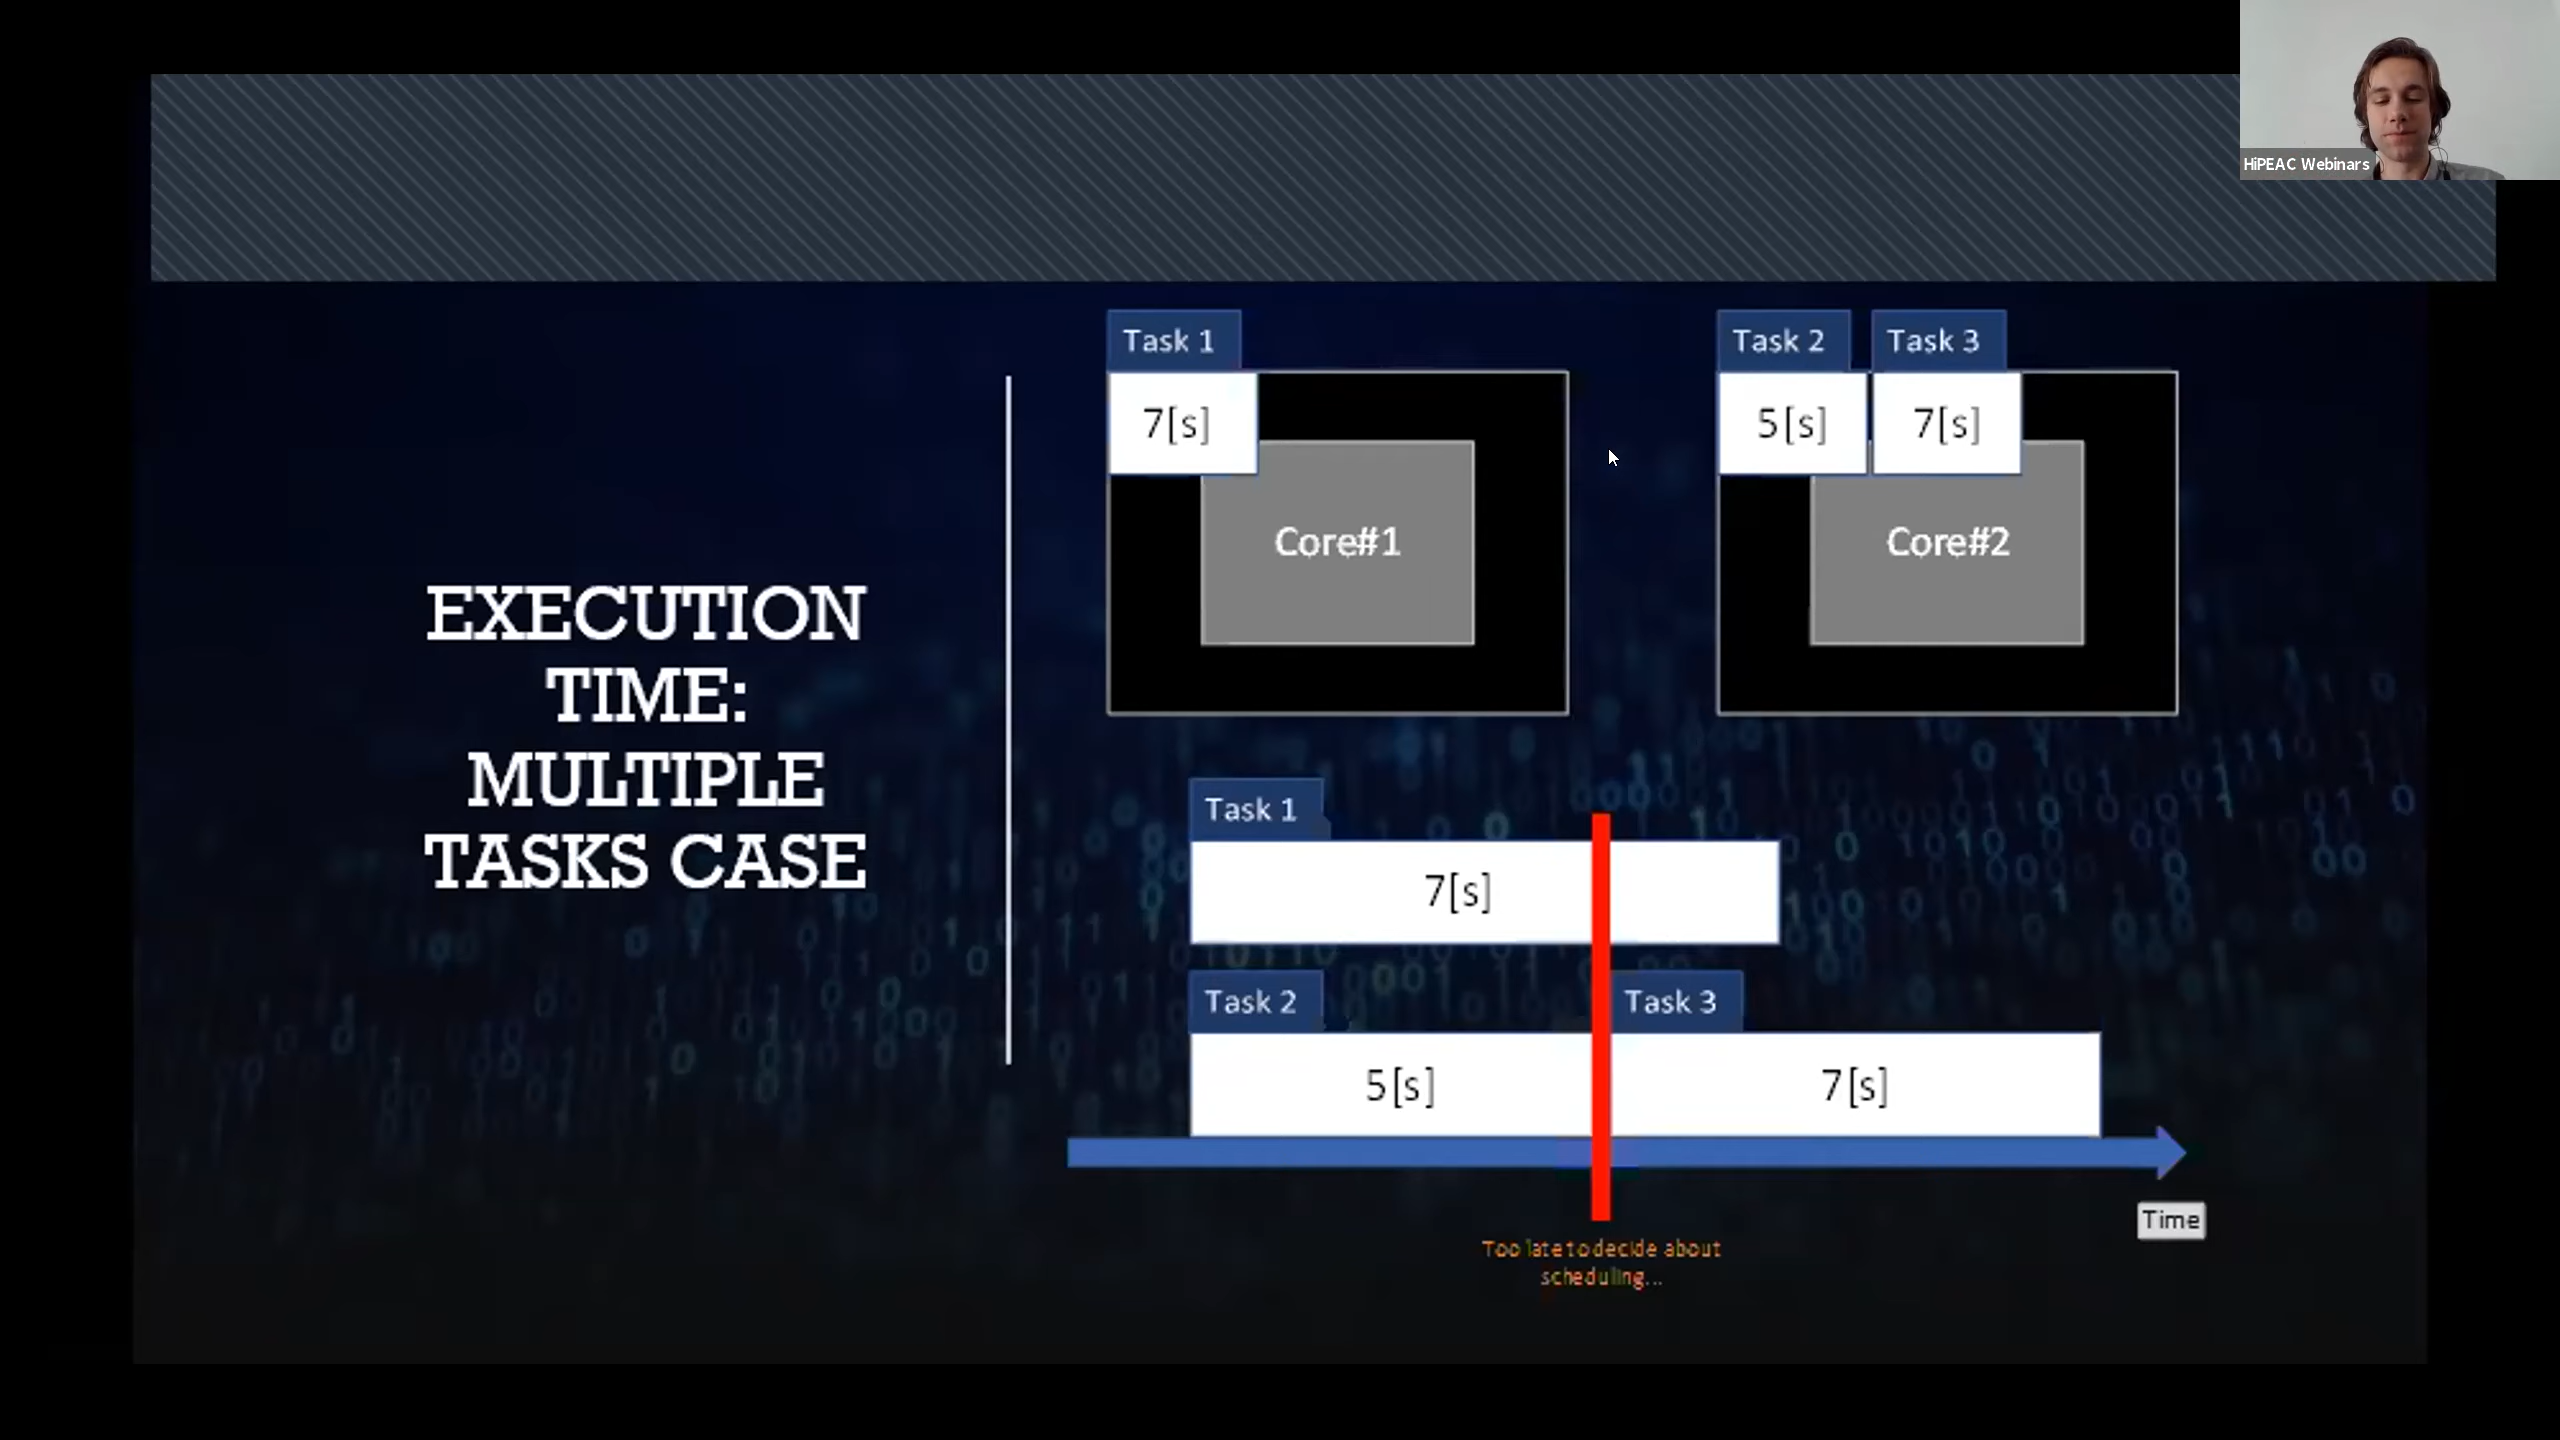 HiPEAC Webinars
EXECUTION
TIME:
MULTIPLE
TASKS CASE
Task 1
7[s]
Core#1
Task 2
Task 3
5[s]
7[s]
Core#2
Task 1
7[s]
Task 2
Task 3
5[s]
7[s]
Time
Too late to decide about
scheduling...